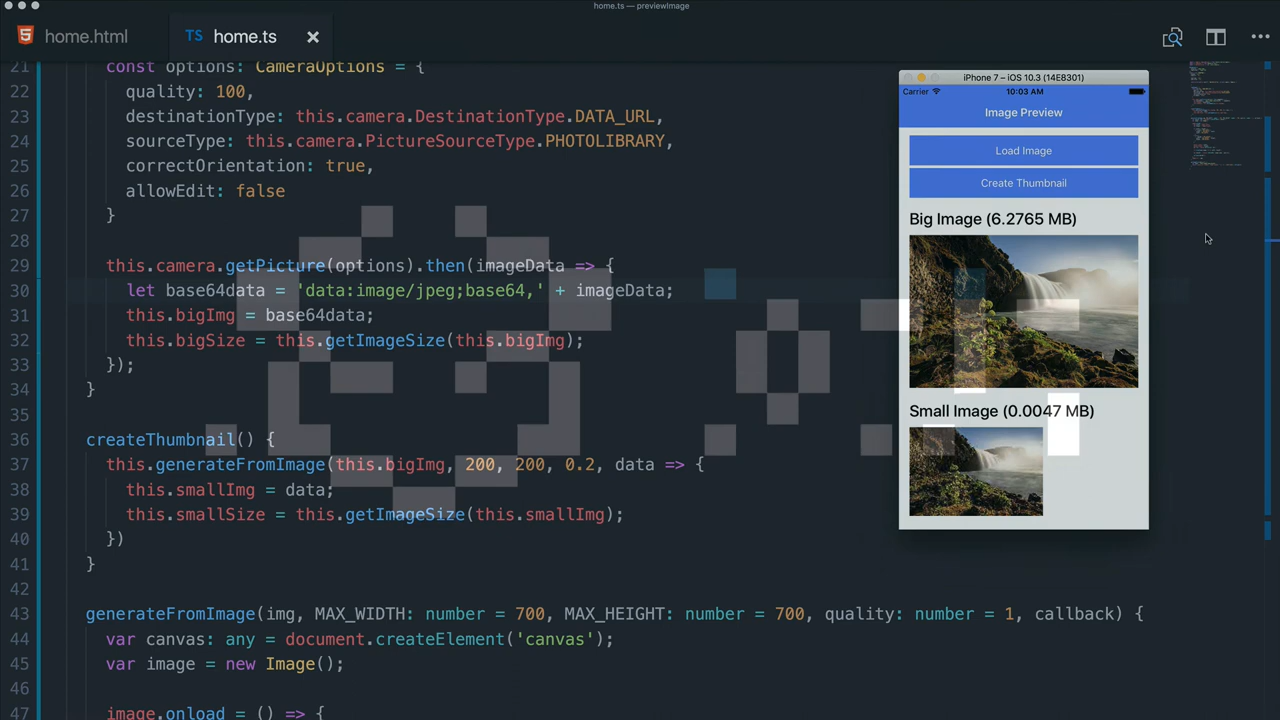 home.ts — previewImage
home.html
TS home.ts ×
21 const options: CameraOptions = {
22 quality: 100,
23 destinationType: this.camera.DestinationType.DATA_URL,
24 sourceType: this.camera.PictureSourceType.PHOTOLIBRARY,
25 correctOrientation: true,
26 allowEdit: false
27 }
28
29 this.camera.getPicture(options).then(imageData => {
30 let base64data = 'data:image/jpeg;base64,' + imageData;
31 this.bigImg = base64data;
32 this.bigSize = this.getImageSize(this.bigImg);
33 });
34 }
35
36 createThumbnail() {
37 this.generateFromImage(this.bigImg, 200, 200, 0.2, data => {
38 this.smallImg = data;
39 this.smallSize = this.getImageSize(this.smallImg);
40 })
41 }
42
43 generateFromImage(img, MAX_WIDTH: number = 700, MAX_HEIGHT: number = 700, quality: number = 1, callback) {
44 var canvas: any = document.createElement('canvas');
45 var image = new Image();
46
47 image.onload = () => {
iPhone 7 – iOS 10.3 (14E8301)
Carrier 10:03 AM
Image Preview
Load Image
Create Thumbnail
Big Image (6.2765 MB)
Small Image (0.0047 MB)